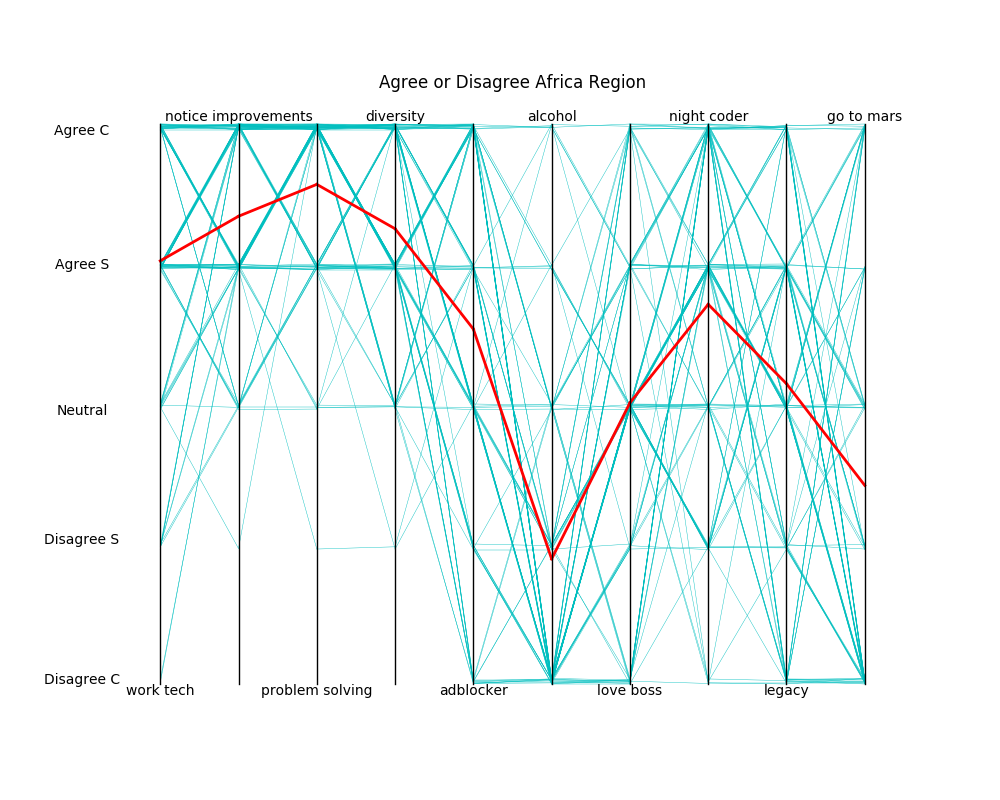 Agree or Disagree Africa Region
notice improvements
diversity
alcohol
night coder
go to mars
Agree C
Agree S
Neutral
Disagree S
Disagree C
work tech
problem solving
adblocker
love boss
legacy